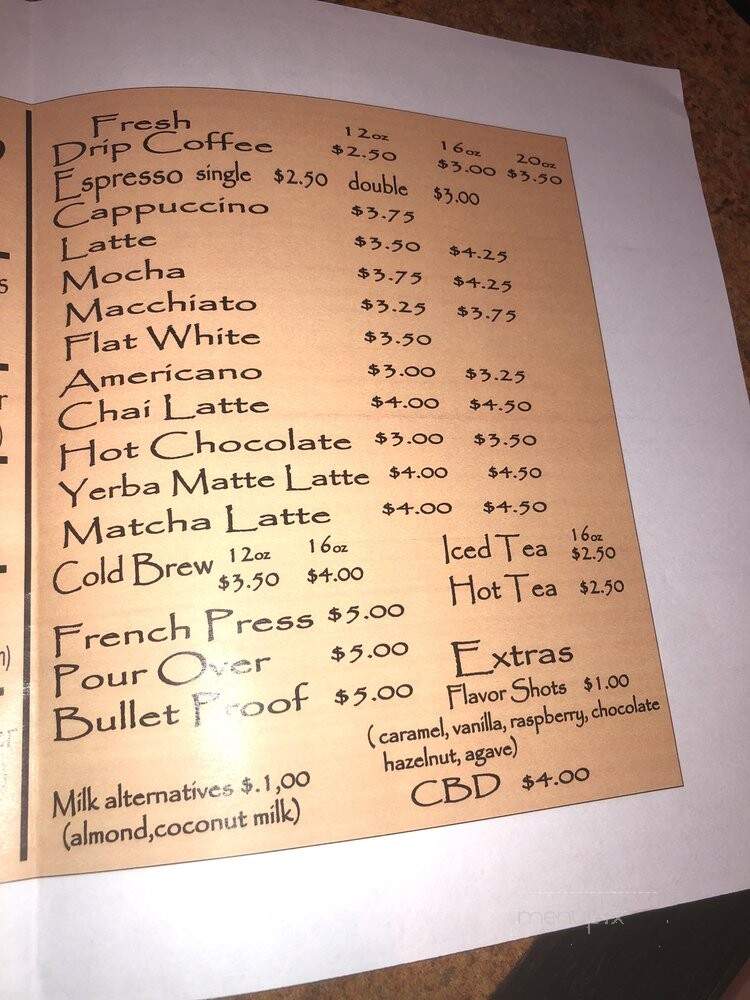 Fresh
Drip Coffee 12oz $2.50 16oz $3.00 20oz $3.50
Espresso single $2.50 double $3.00
Cappuccino $3.75
Latte $3.50 $4.25
Mocha $3.75 $4.25
Macchiato $3.25 $3.75
Flat White $3.50
Americano $3.00 $3.25
Chai Latte $4.00 $4.50
Hot Chocolate $3.00 $3.50
Yerba Matte Latte $4.00 $4.50
Matcha Latte $4.00 $4.50
Cold Brew 12oz $3.50 16oz $4.00
Iced Tea 16oz $2.50
Hot Tea $2.50
French Press $5.00
Pour Over $5.00
Bullet Proof $5.00
Extras
Flavor Shots $1.00
(caramel, vanilla, raspberry, chocolate
hazelnut, agave)
CBD $4.00
Milk alternatives $.1,00
(almond,coconut milk)
menupix